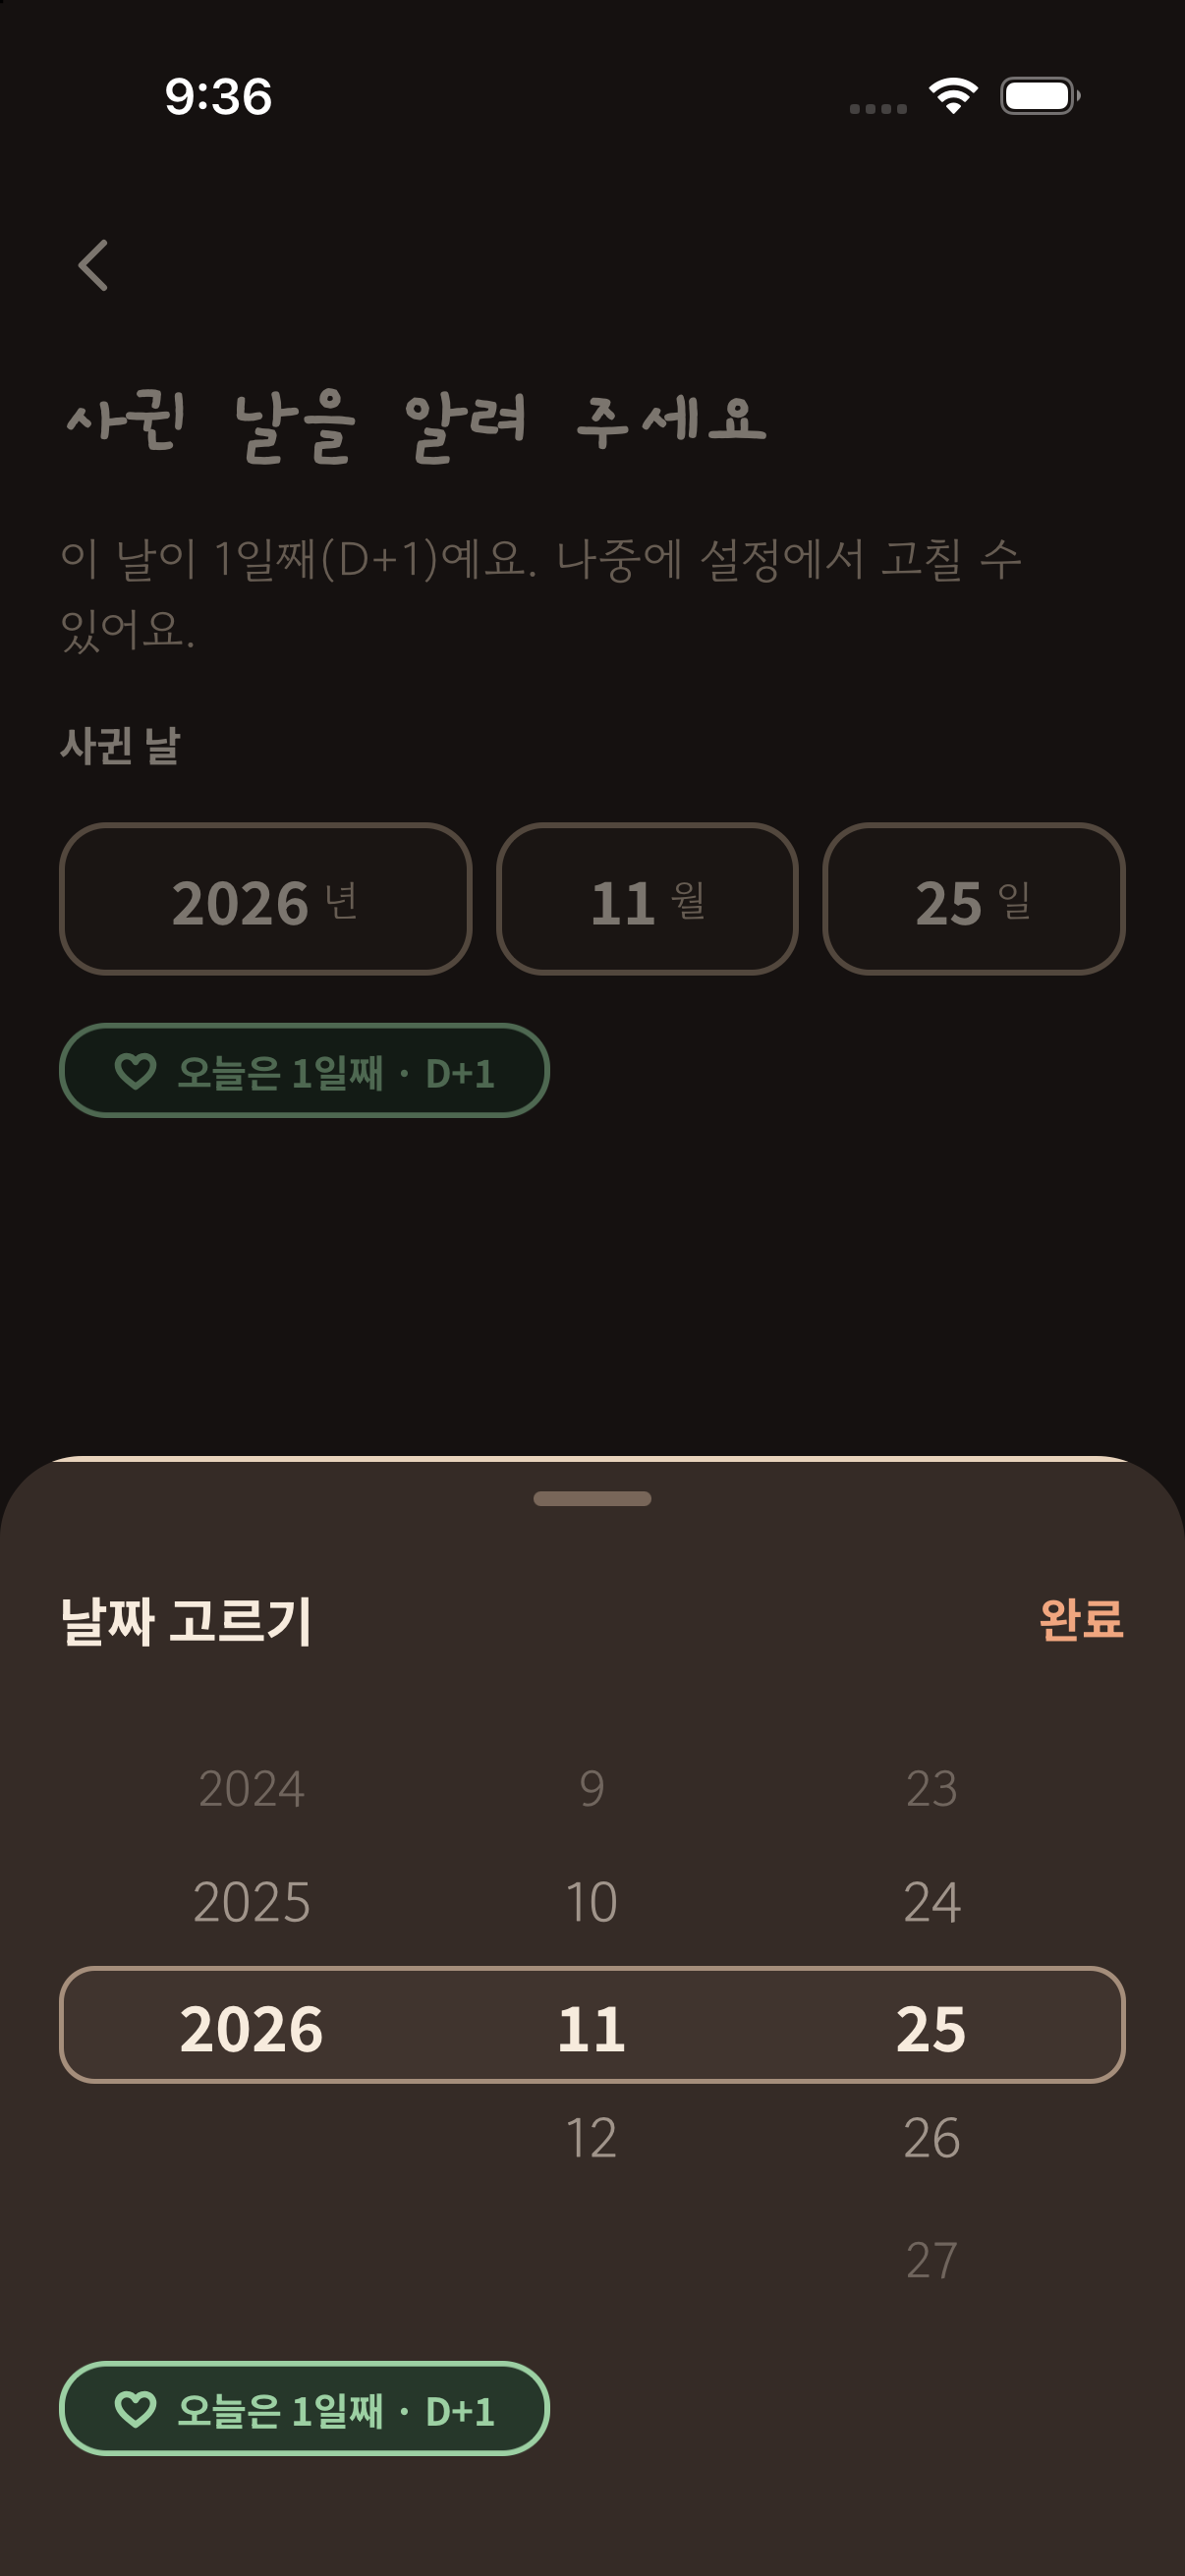 9:36
사귄 날을 알려 주세요
이 날이 1일째(D+1)예요. 나중에 설정에서 고칠 수
있어요.
사귄 날
2026 년 11 월 25 일
오늘은 1일째 · D+1
날짜 고르기 완료
2024 9 23
2025 10 24
2026 11 25
12 26
27
오늘은 1일째 · D+1